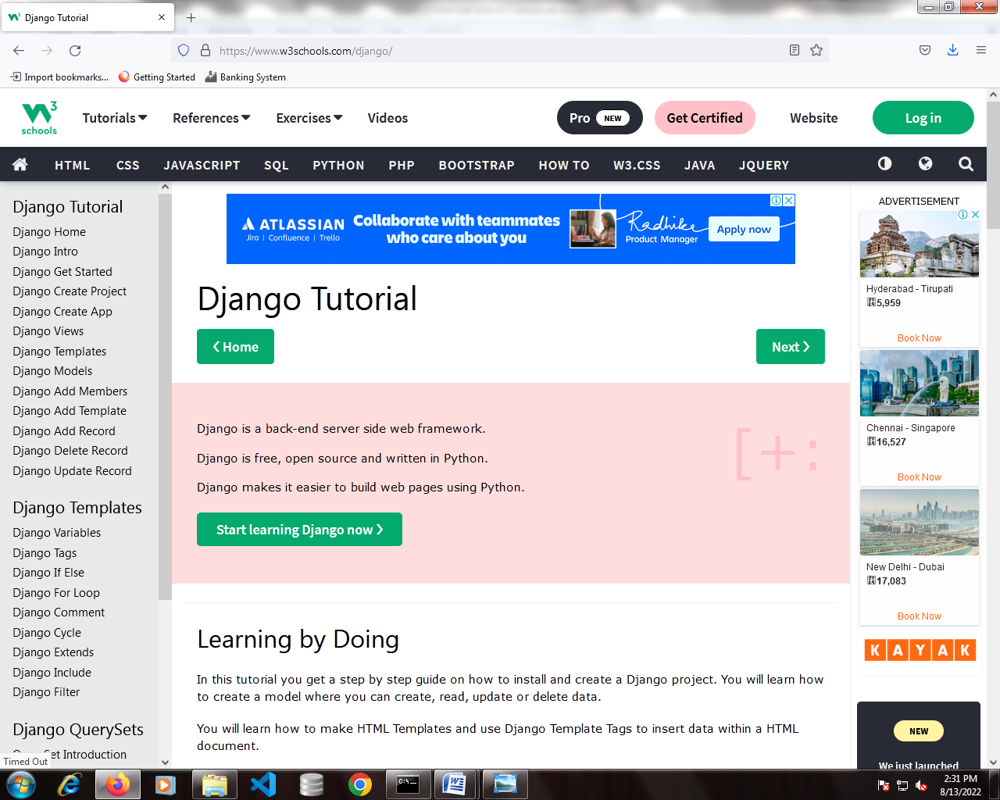 Django Tutorial
https://www.w3schools.com/django/
Import bookmarks... Getting Started Banking System
W3 schools
Tutorials References Exercises Videos Pro NEW Get Certified Website Log in
HTML CSS JAVASCRIPT SQL PYTHON PHP BOOTSTRAP HOW TO W3.CSS JAVA JQUERY
Django Tutorial
Django Home
Django Intro
Django Get Started
Django Create Project
Django Create App
Django Views
Django Templates
Django Models
Django Add Members
Django Add Template
Django Add Record
Django Delete Record
Django Update Record
Django Templates
Django Variables
Django Tags
Django If Else
Django For Loop
Django Comment
Django Cycle
Django Extends
Django Include
Django Filter
Django QuerySets
Set Introduction
Timed Out
ATLASSIAN
Jira | Confluence | Trello
Collaborate with teammates
who care about you
Radhika
Product Manager
Apply now
Django Tutorial
❮ Home
Next ❯
Django is a back-end server side web framework.
Django is free, open source and written in Python.
Django makes it easier to build web pages using Python.
[+:
Start learning Django now ❯
Learning by Doing
In this tutorial you get a step by step guide on how to install and create a Django project. You will learn how
to create a model where you can create, read, update or delete data.
You will learn how to make HTML Templates and use Django Template Tags to insert data within a HTML
document.
ADVERTISEMENT
Hyderabad - Tirupati
5,959
Book Now
Chennai - Singapore
16,527
Book Now
New Delhi - Dubai
17,083
Book Now
KAYAK
NEW
We just launched
2:31 PM
8/13/2022